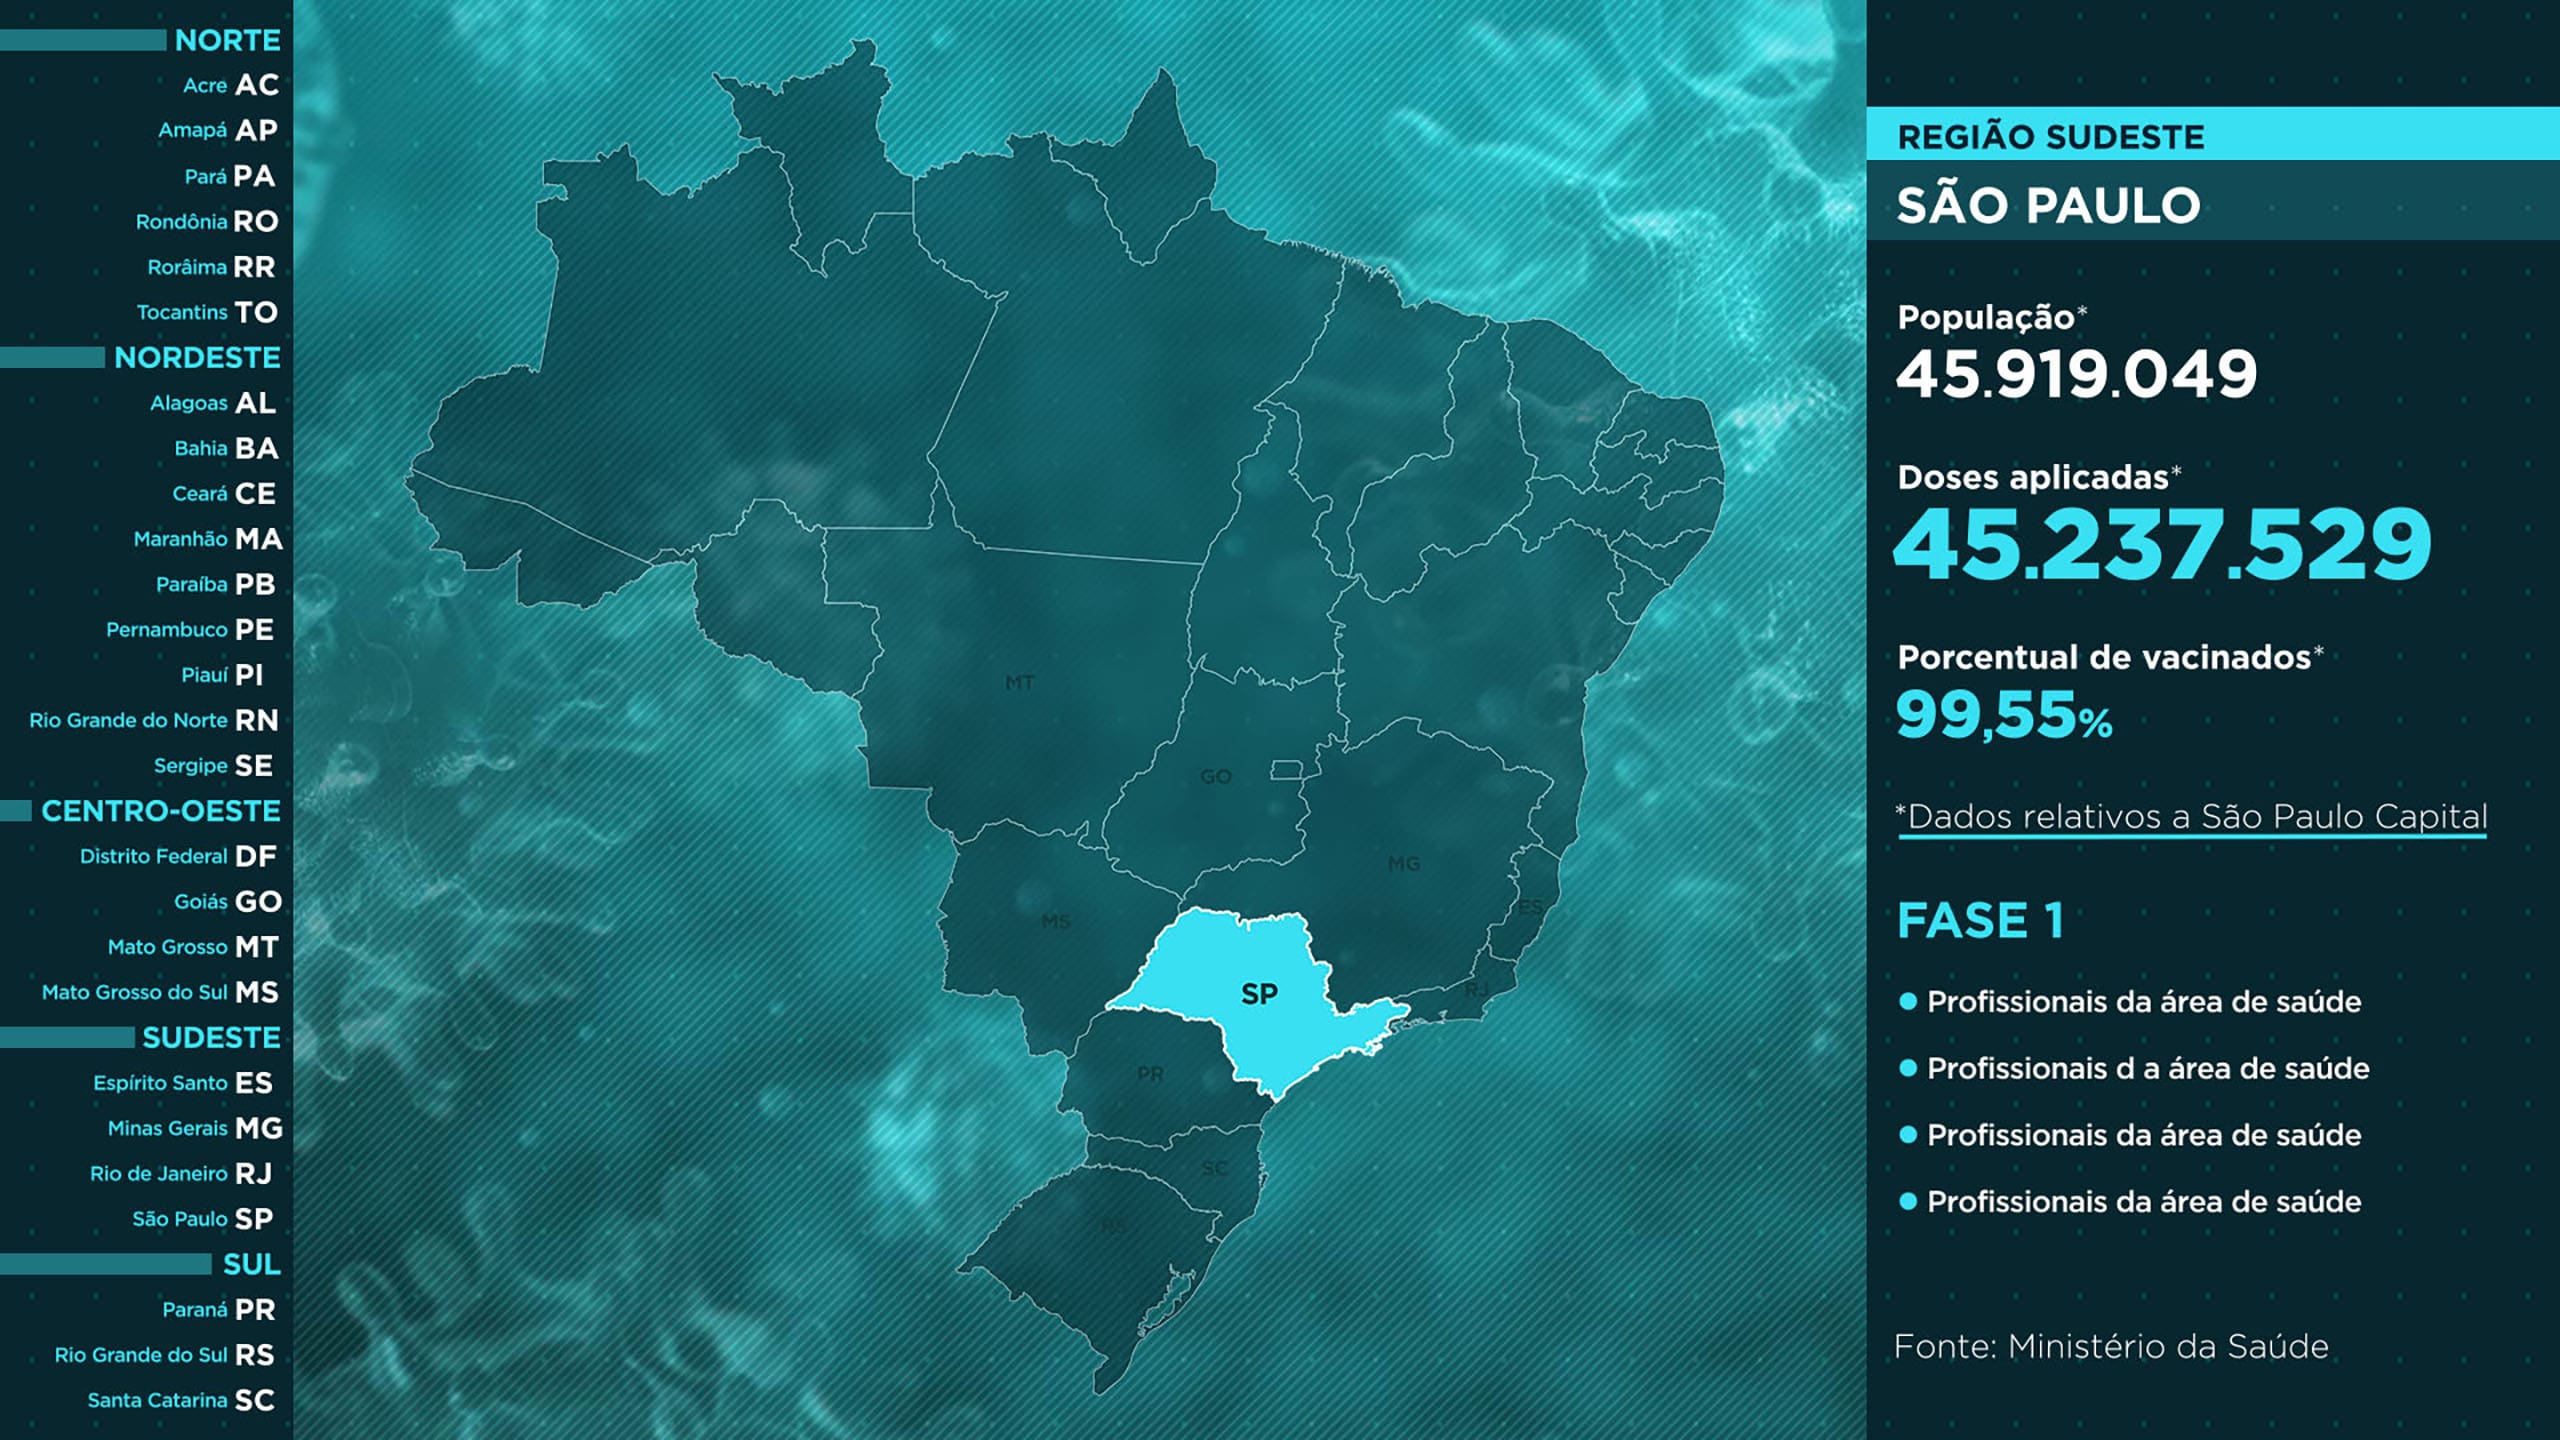 NORTE
Acre AC
Amapá AP
Pará PA
Rondônia RO
Rorâima RR
Tocantins TO
NORDESTE
Alagoas AL
Bahia BA
Ceará CE
Maranhão MA
Paraíba PB
Pernambuco PE
Piauí PI
Rio Grande do Norte RN
Sergipe SE
CENTRO-OESTE
Distrito Federal DF
Goiás GO
Mato Grosso MT
Mato Grosso do Sul MS
SUDESTE
Espírito Santo ES
Minas Gerais MG
Rio de Janeiro RJ
São Paulo SP
SUL
Paraná PR
Rio Grande do Sul RS
Santa Catarina SC
MT
GO
MG
MS
ES
SP
RJ
PR
SC
RS
REGIÃO SUDESTE
SÃO PAULO
População*
45.919.049
Doses aplicadas*
45.237.529
Porcentual de vacinados*
99,55%
*Dados relativos a São Paulo Capital
FASE 1
• Profissionais da área de saúde
• Profissionais d a área de saúde
• Profissionais da área de saúde
• Profissionais da área de saúde
Fonte: Ministério da Saúde